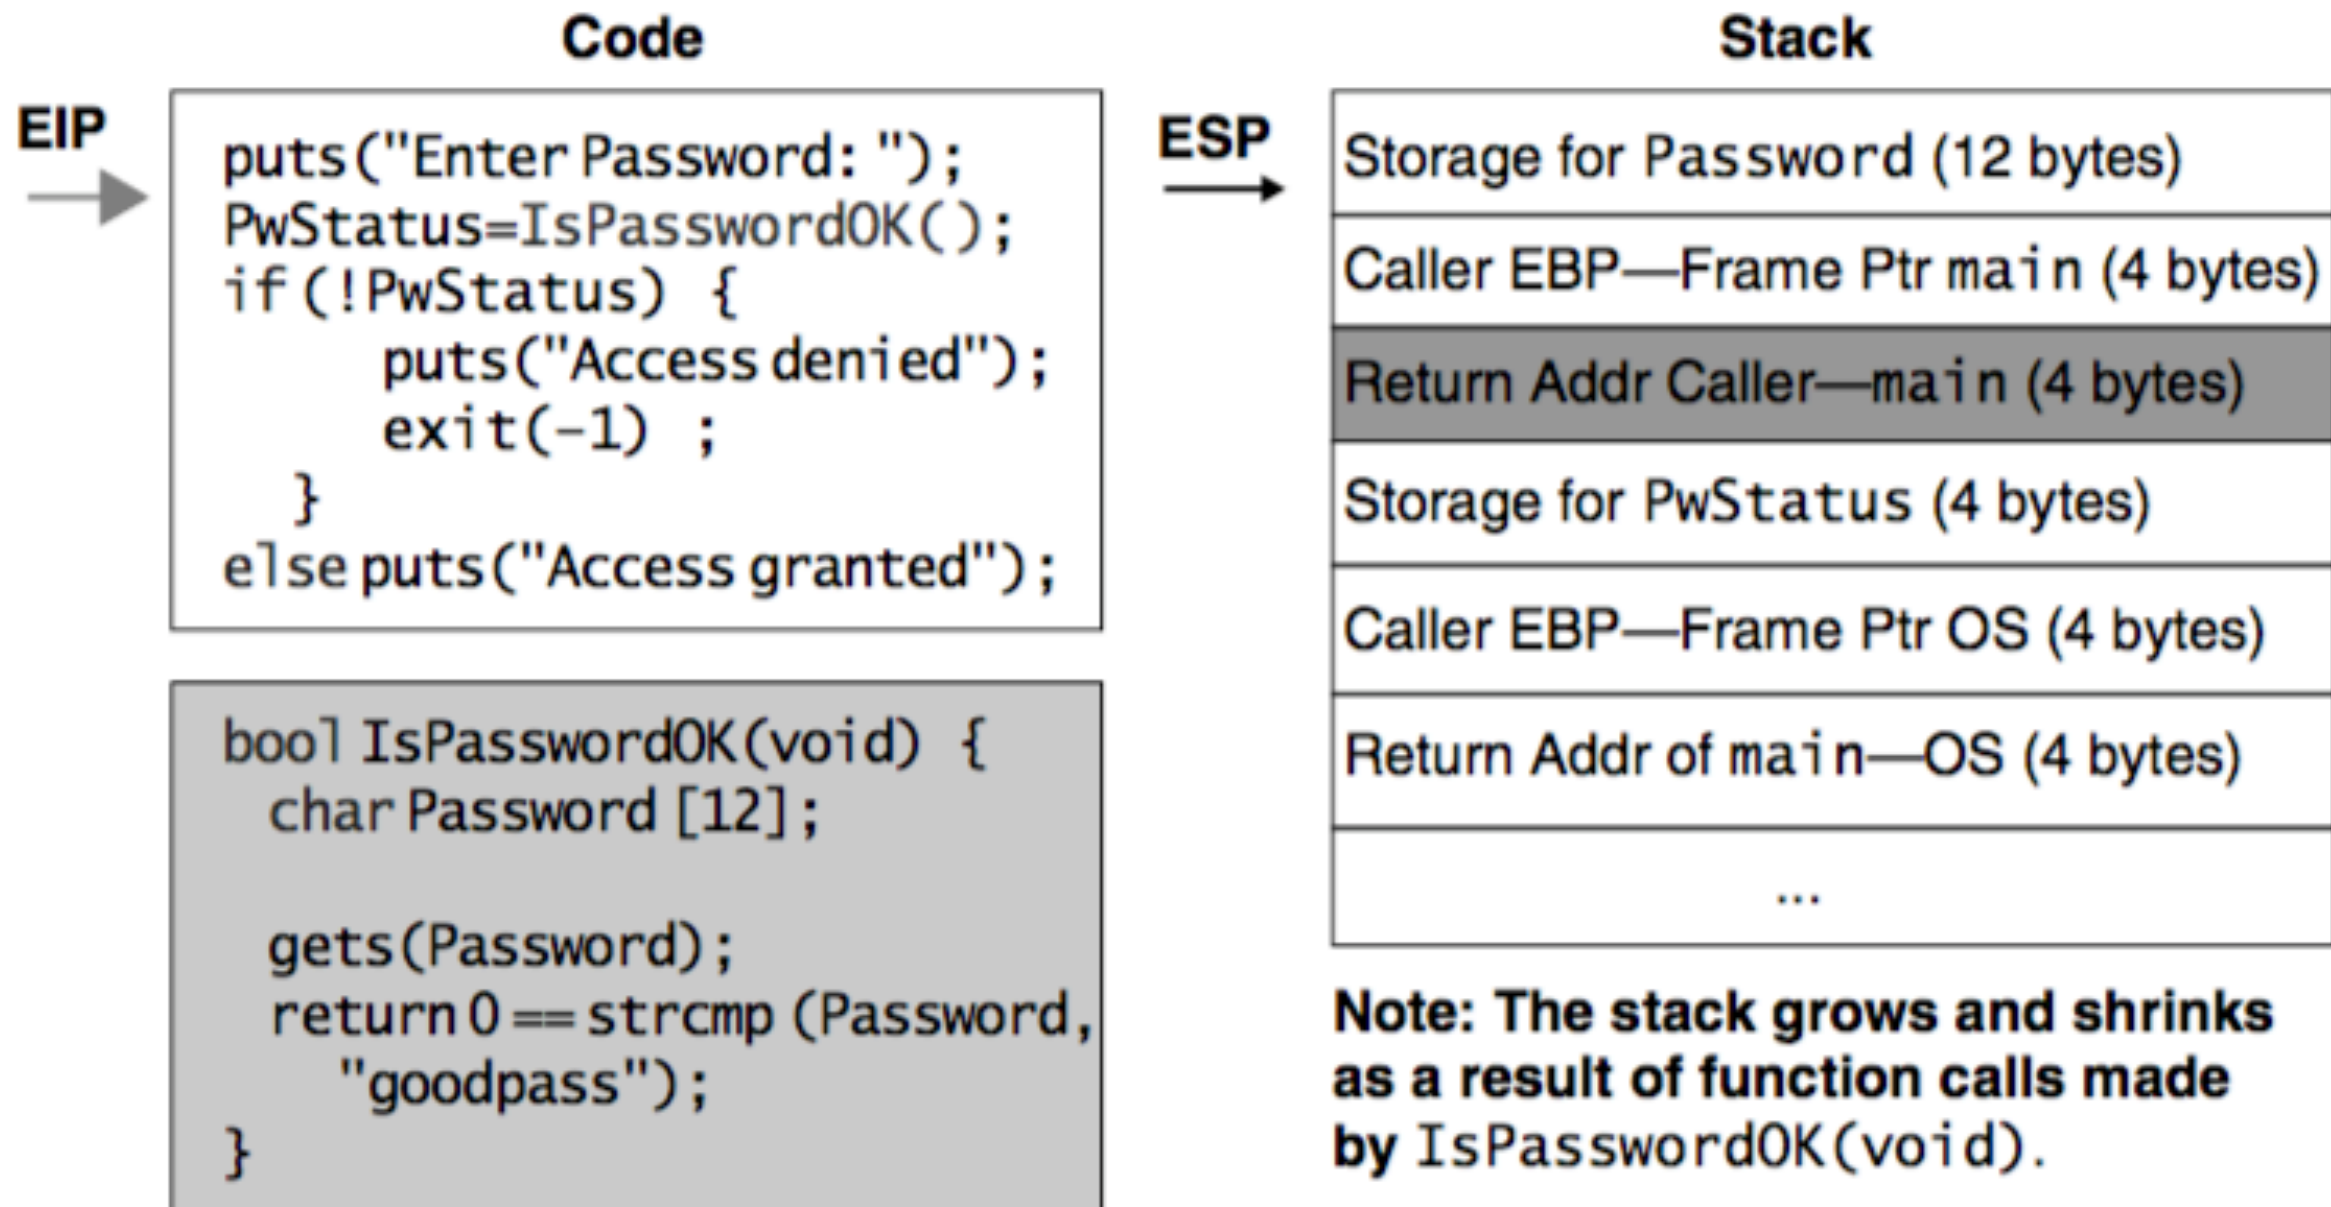 Code
EIP
puts("Enter Password: ");
PwStatus=IsPasswordOK();
if(!PwStatus) {
puts("Access denied");
exit(-1) ;
}
else puts("Access granted");
bool IsPasswordOK(void) {
char Password [12];
gets(Password);
return 0 == strcmp (Password,
"goodpass");
}
Stack
ESP
Storage for Password (12 bytes)
Caller EBP—Frame Ptr main (4 bytes)
Return Addr Caller—main (4 bytes)
Storage for PwStatus (4 bytes)
Caller EBP—Frame Ptr OS (4 bytes)
Return Addr of main—OS (4 bytes)
...
Note: The stack grows and shrinks
as a result of function calls made
by IsPasswordOK(void).